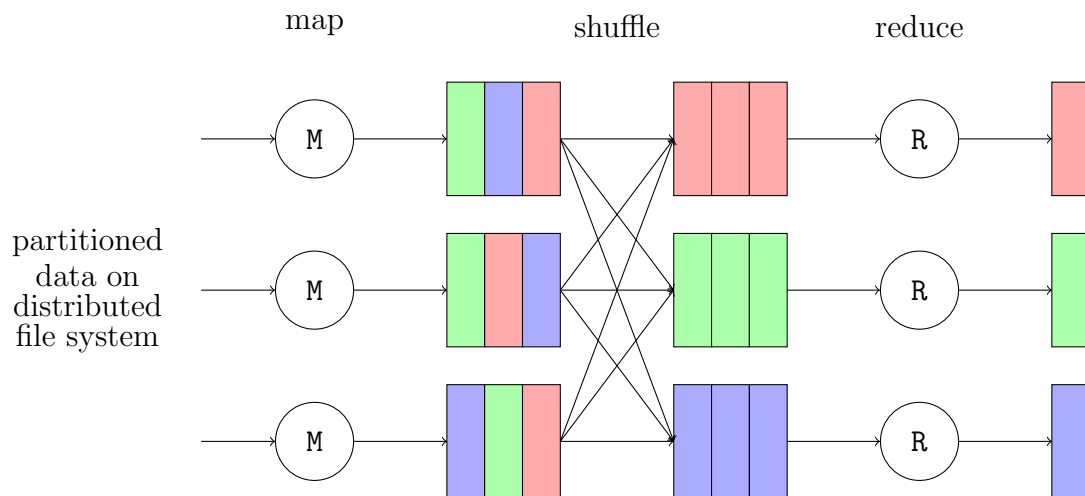 map
shuffle
reduce
M
R
partitioned
data on
distributed
file system
M
R
M
R